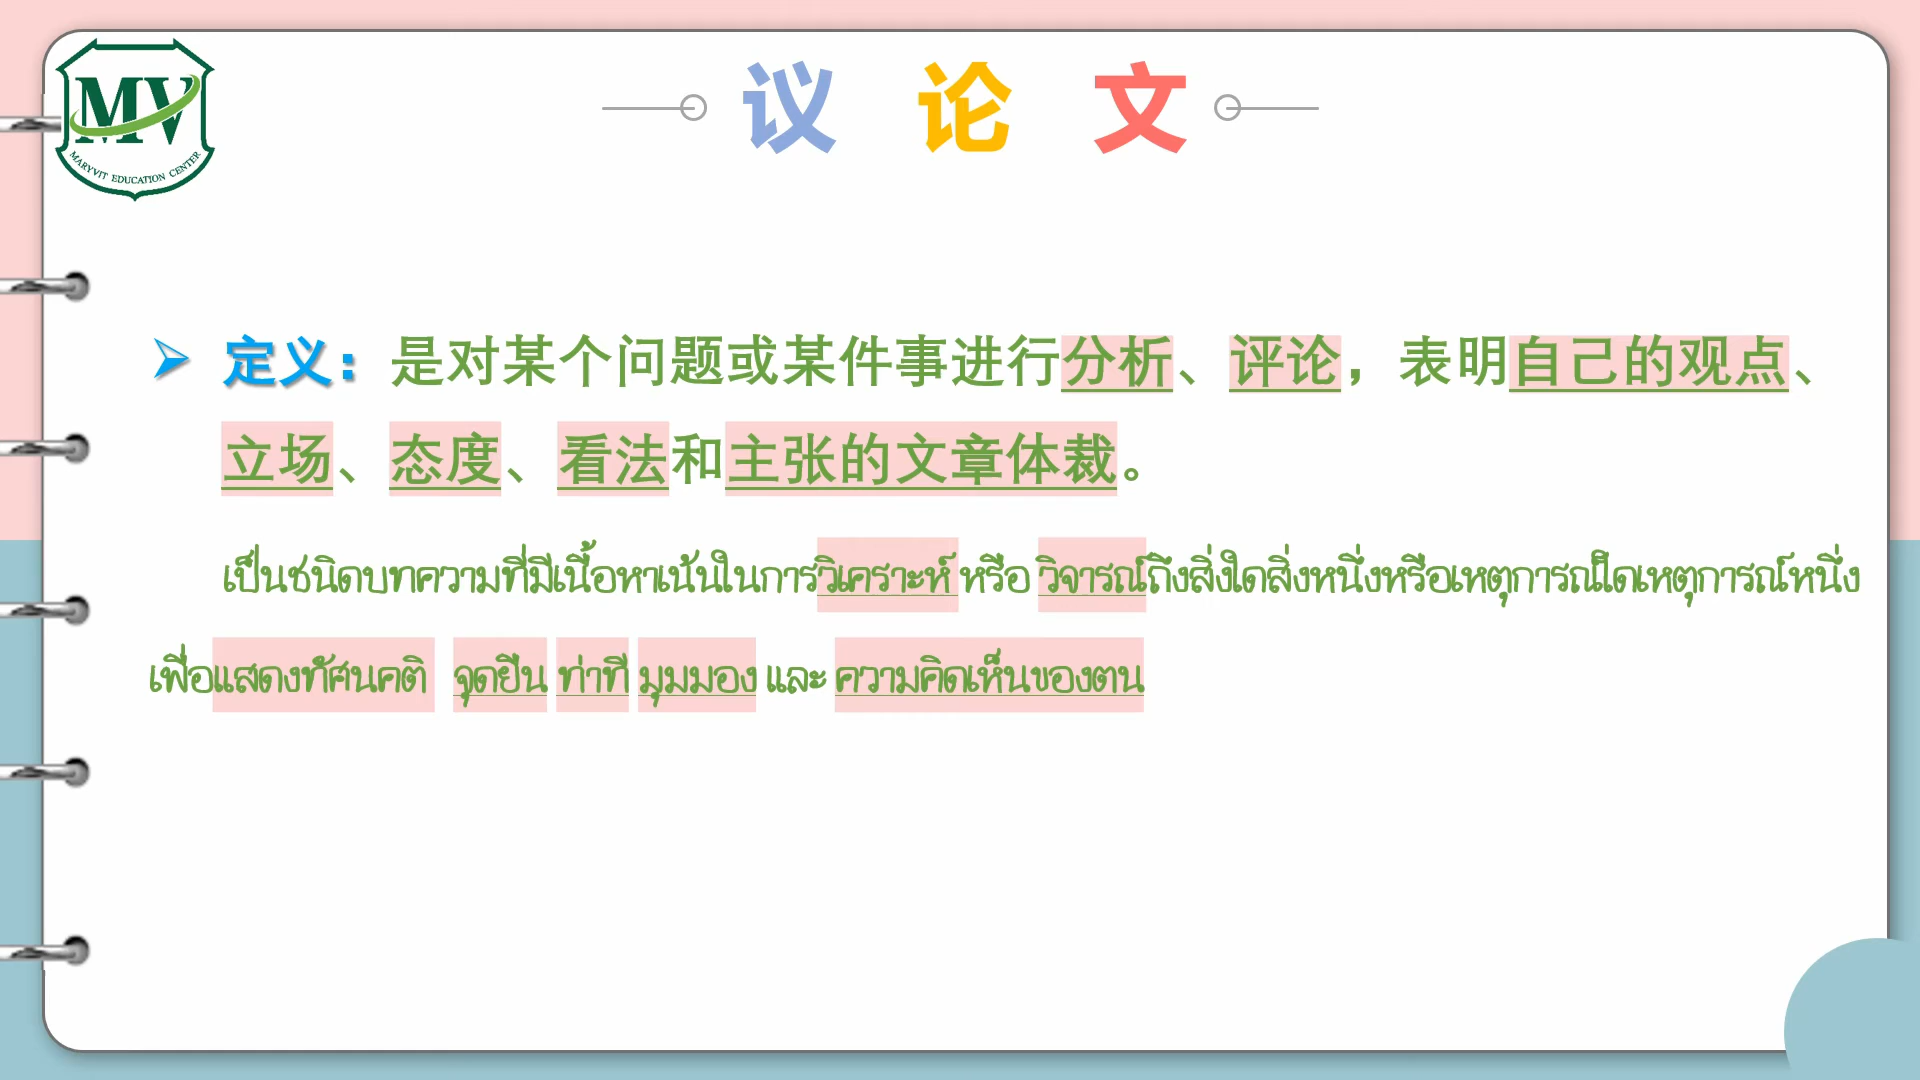 MV
MARYVIT EDUCATION CENTER
议 论 文
定义：是对某个问题或某件事进行分析、评论，表明自己的观点、
立场、态度、看法和主张的文章体裁。
เป็นชนิดบทความที่มีเนื้อหาเน้นในการวิเคราะห์ หรือ วิจารณ์ถึงสิ่งใดสิ่งหนึ่งหรือเหตุการณ์ใดเหตุการณ์หนึ่ง
เพื่อแสดงทัศนคติ จุดยืน ท่าที มุมมอง และ ความคิดเห็นของตน